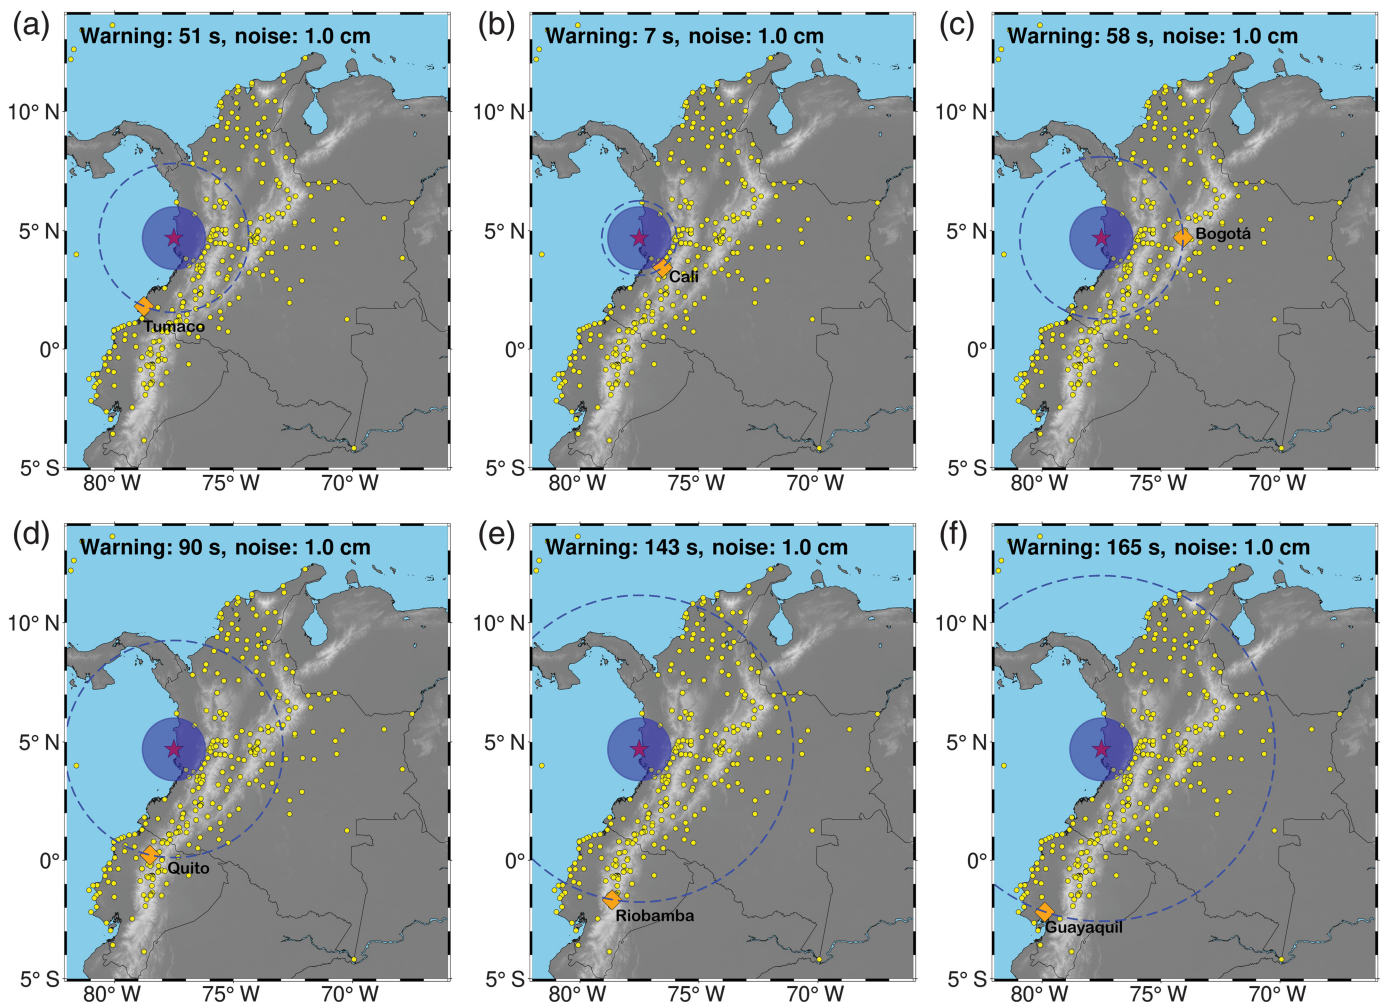 (a)
Warning: 51 s, noise: 1.0 cm
10° N
5° N
0°
5° S
80° W
75° W
70° W
Tumaco
(b)
Warning: 7 s, noise: 1.0 cm
10° N
5° N
0°
5° S
80° W
75° W
70° W
Cali
(c)
Warning: 58 s, noise: 1.0 cm
10° N
5° N
0°
5° S
80° W
75° W
70° W
Bogotá
(d)
Warning: 90 s, noise: 1.0 cm
10° N
5° N
0°
5° S
80° W
75° W
70° W
Quito
(e)
Warning: 143 s, noise: 1.0 cm
10° N
5° N
0°
5° S
80° W
75° W
70° W
Riobamba
(f)
Warning: 165 s, noise: 1.0 cm
10° N
5° N
0°
5° S
80° W
75° W
70° W
Guayaquil